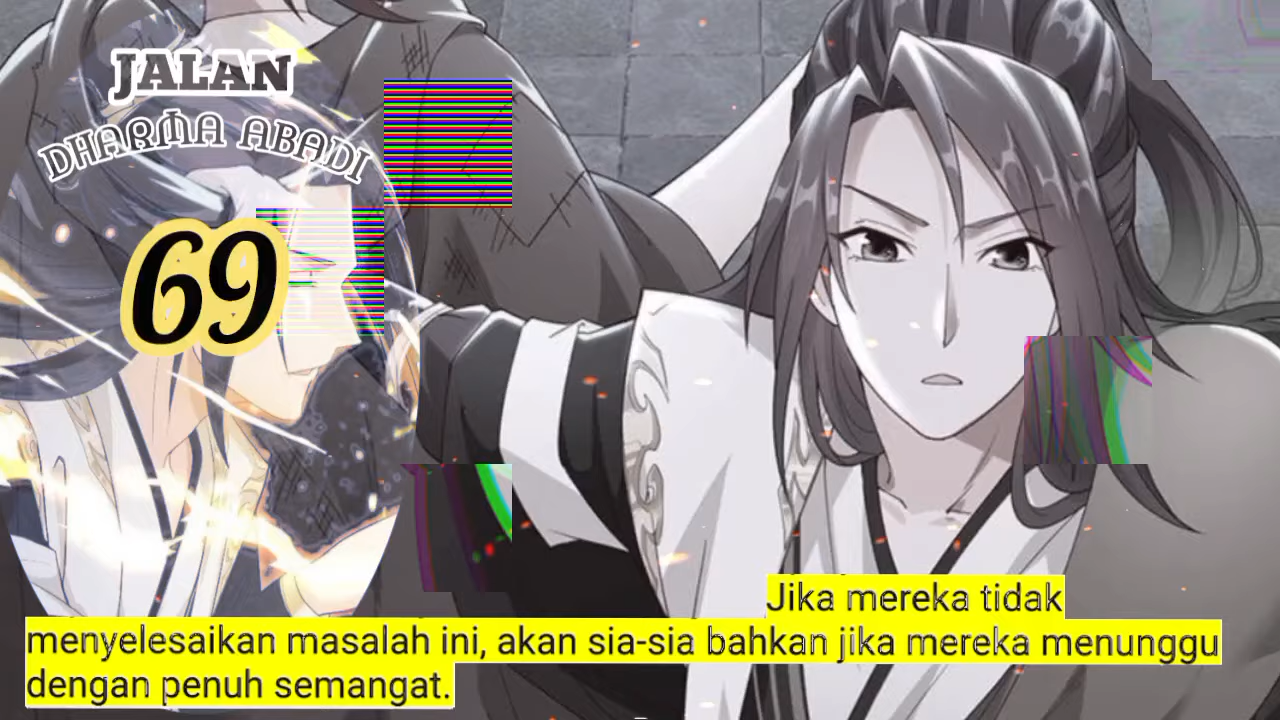 JALAN
DHARMA ABADI
69
Jika mereka tidak
menyelesaikan masalah ini, akan sia-sia bahkan jika mereka menunggu
dengan penuh semangat.